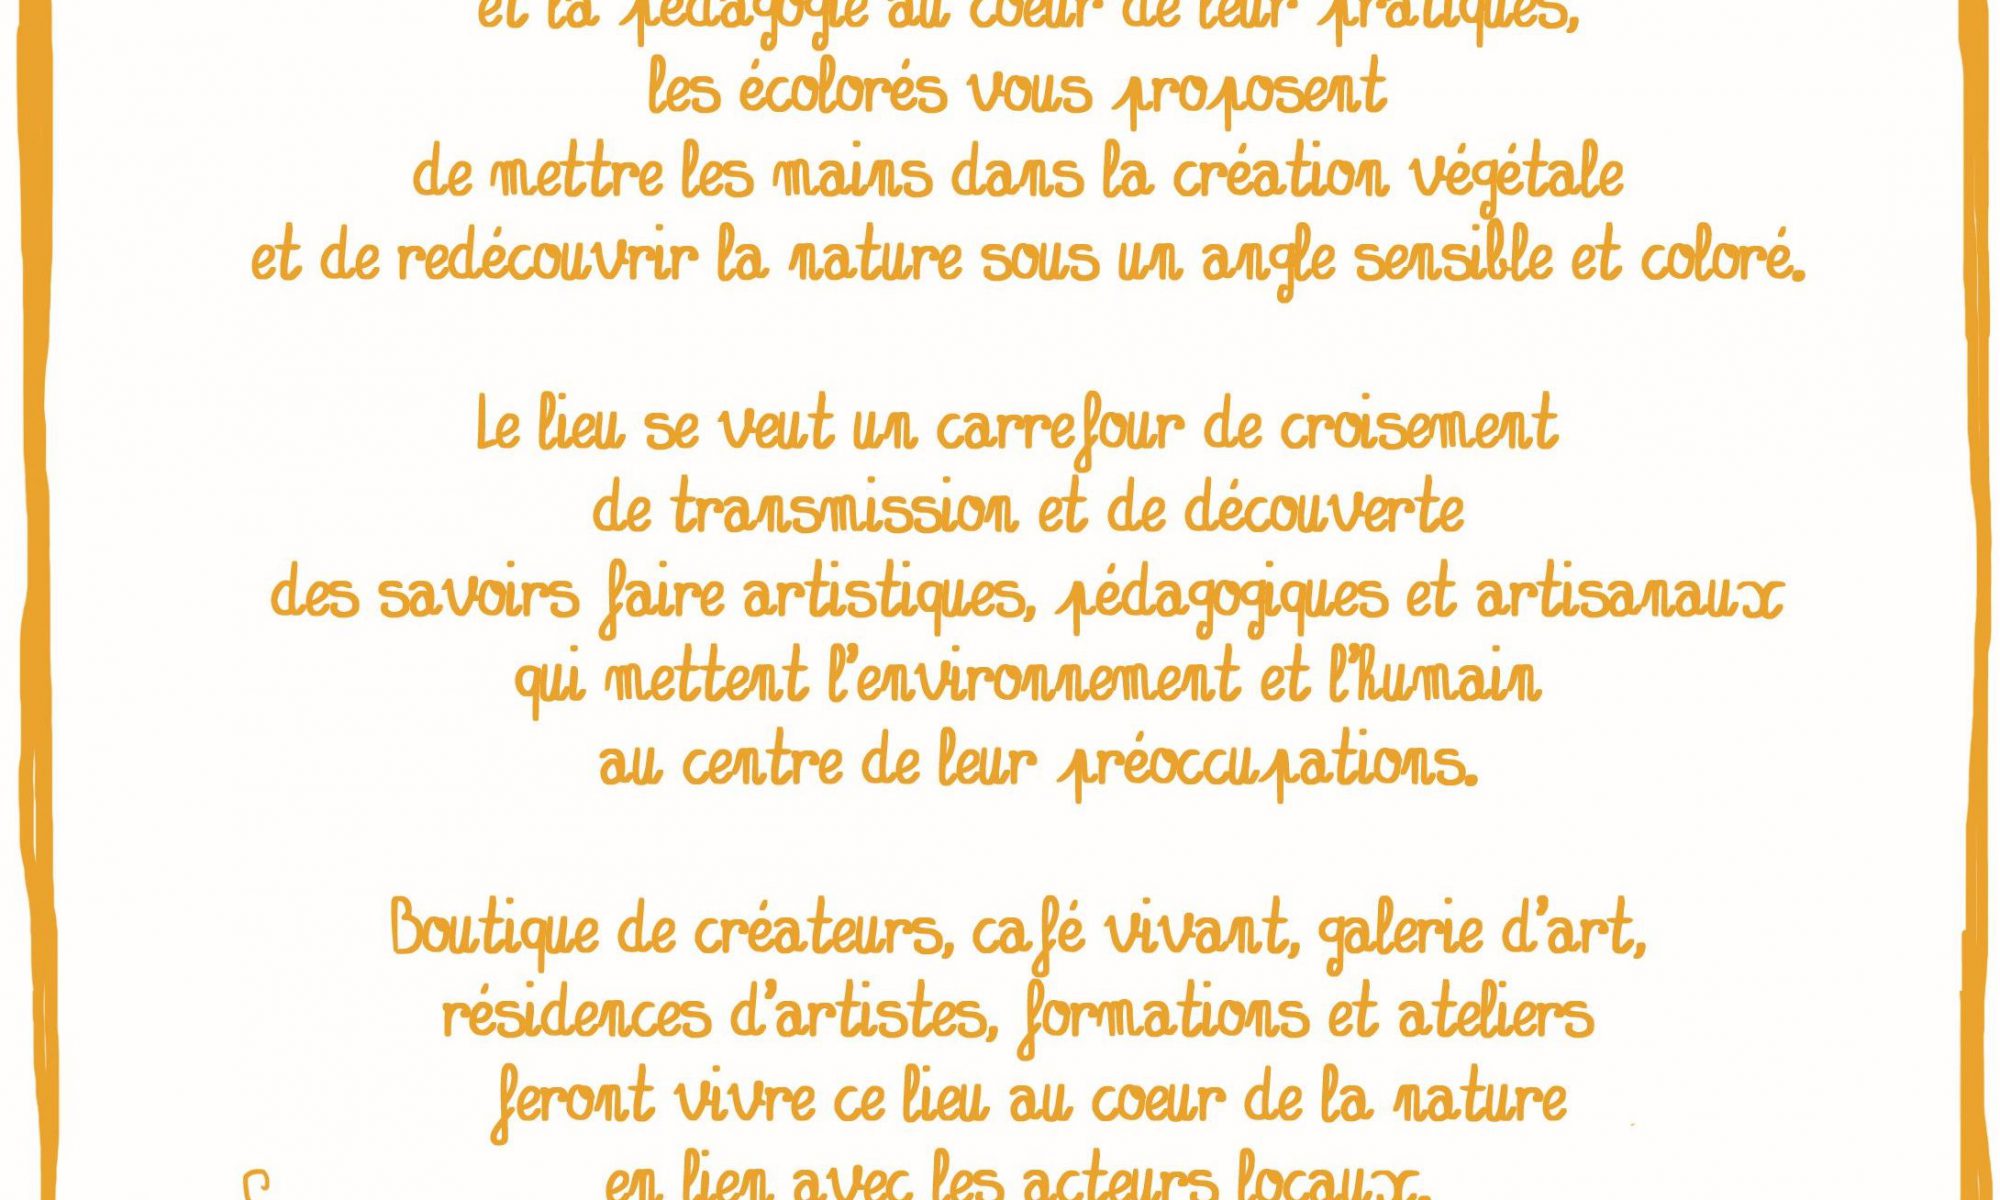 et la pédagogie au coeur de leur pratiques,
les écolorés vous proposent
de mettre les mains dans la création végétale
et de redécouvrir la nature sous un angle sensible et coloré.
Le lieu se veut un carrefour de croisement
de transmission et de découverte
des savoirs faire artistiques, pédagogiques et artisanaux
qui mettent l'environnement et l'humain
au centre de leur préoccupations.
Boutique de créateurs, café vivant, galerie d'art,
résidences d'artistes, formations et ateliers
feront vivre ce lieu au coeur de la nature
en lien avec les acteurs locaux.